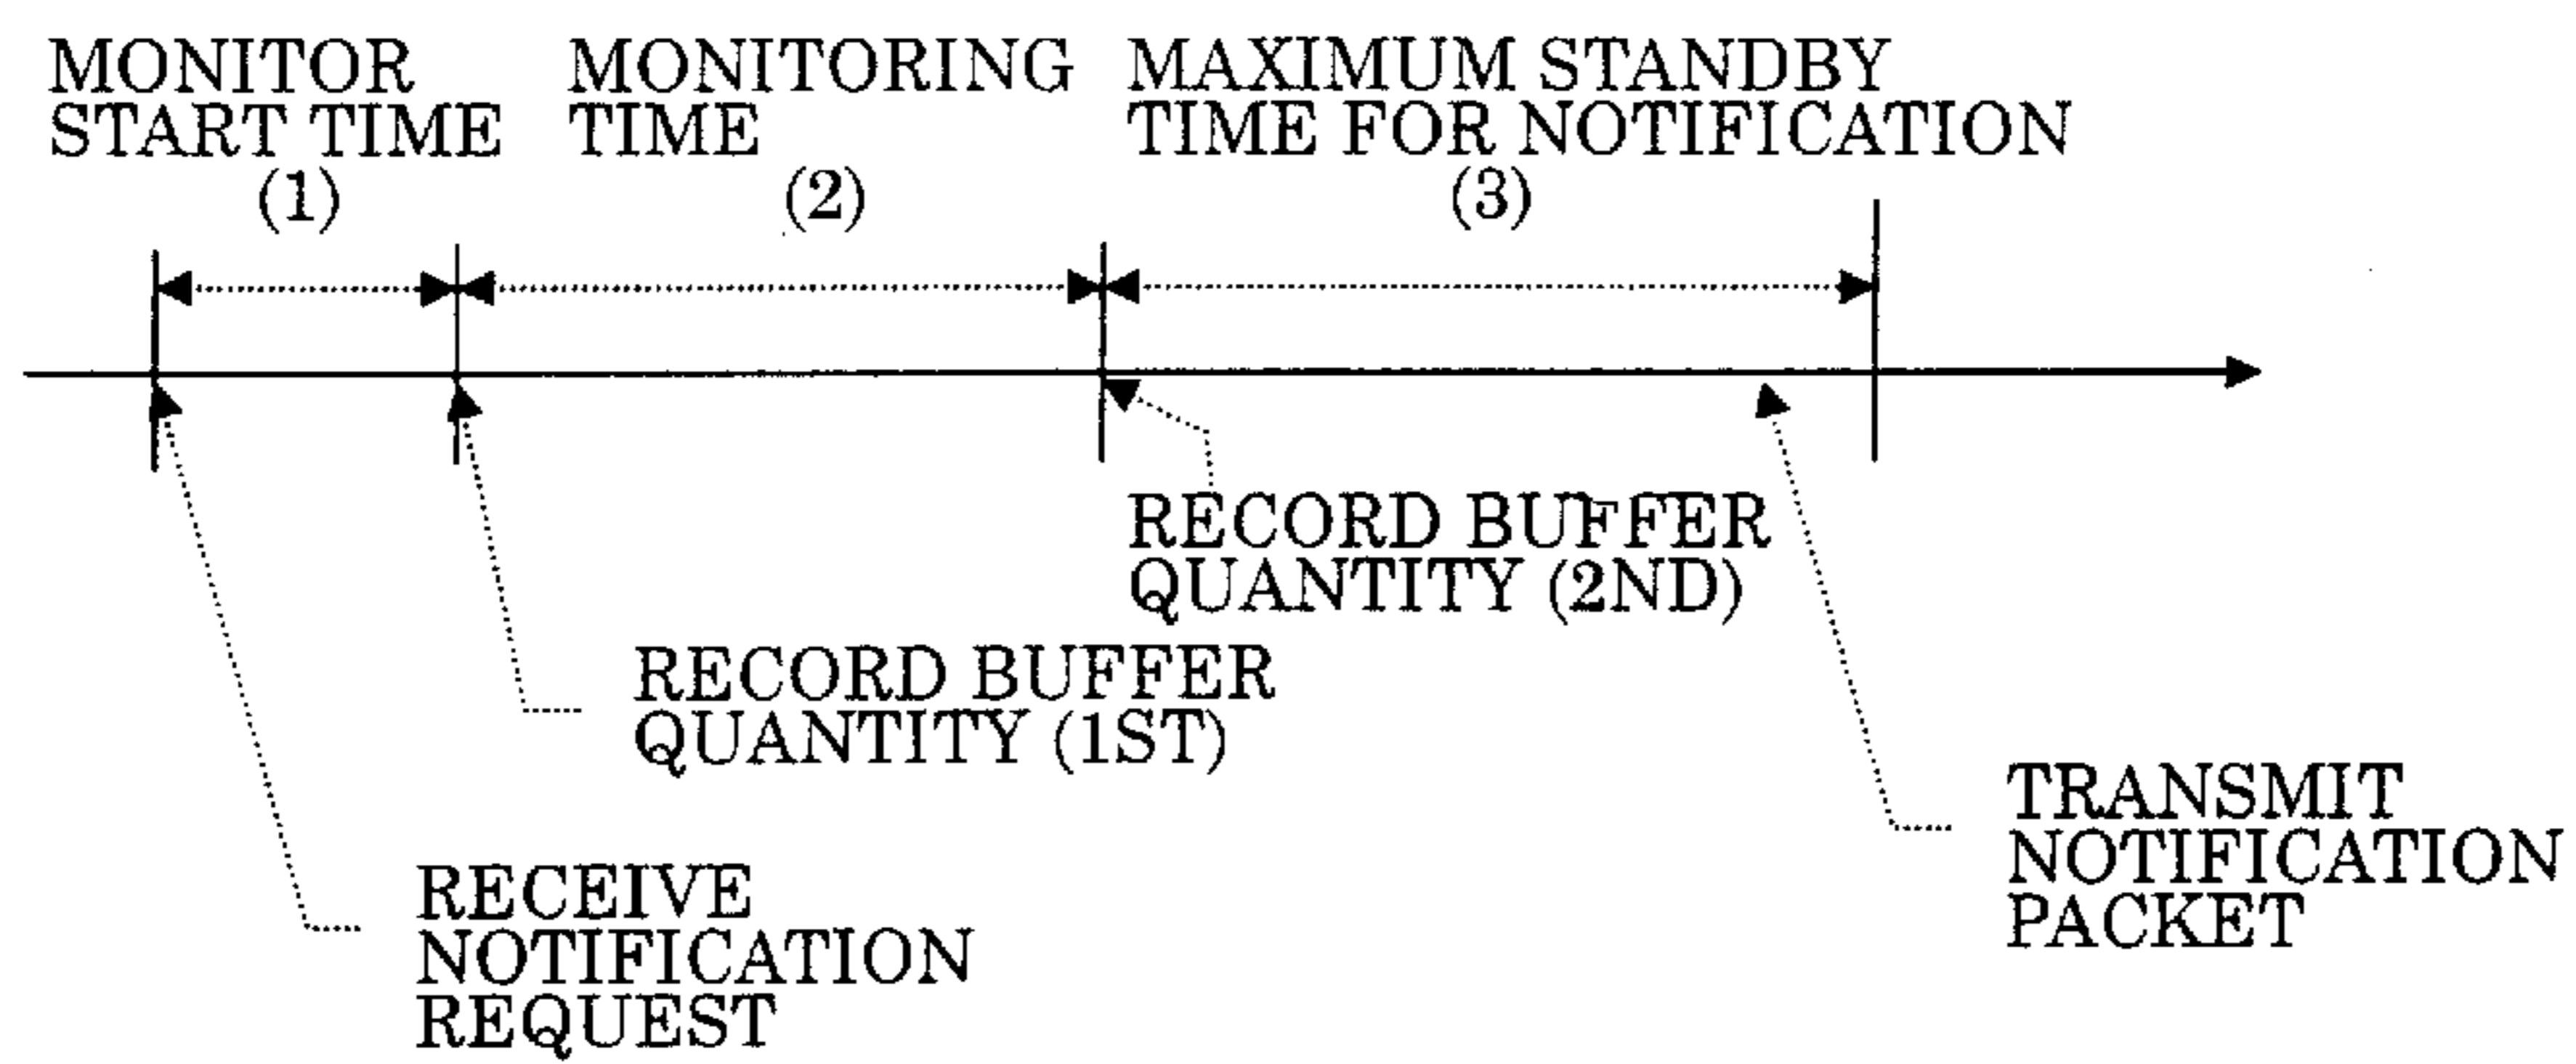 MONITOR
START TIME
(1)
MONITORING
TIME
(2)
MAXIMUM STANDBY
TIME FOR NOTIFICATION
(3)
RECORD BUFFER
QUANTITY (2ND)
RECORD BUFFER
QUANTITY (1ST)
TRANSMIT
NOTIFICATION
PACKET
RECEIVE
NOTIFICATION
REQUEST